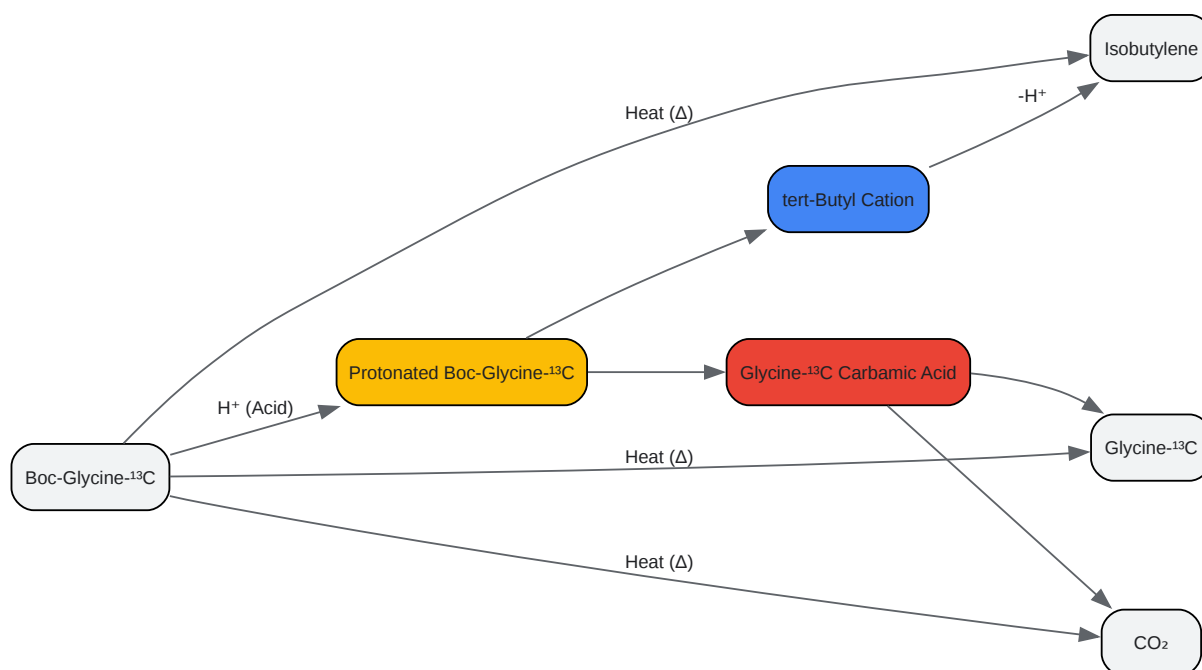 Isobutylene
Heat (Δ)
-H⁺
tert-Butyl Cation
Protonated Boc-Glycine-¹³C
Glycine-¹³C Carbamic Acid
H⁺ (Acid)
Glycine-¹³C
Heat (Δ)
Boc-Glycine-¹³C
Heat (Δ)
CO₂